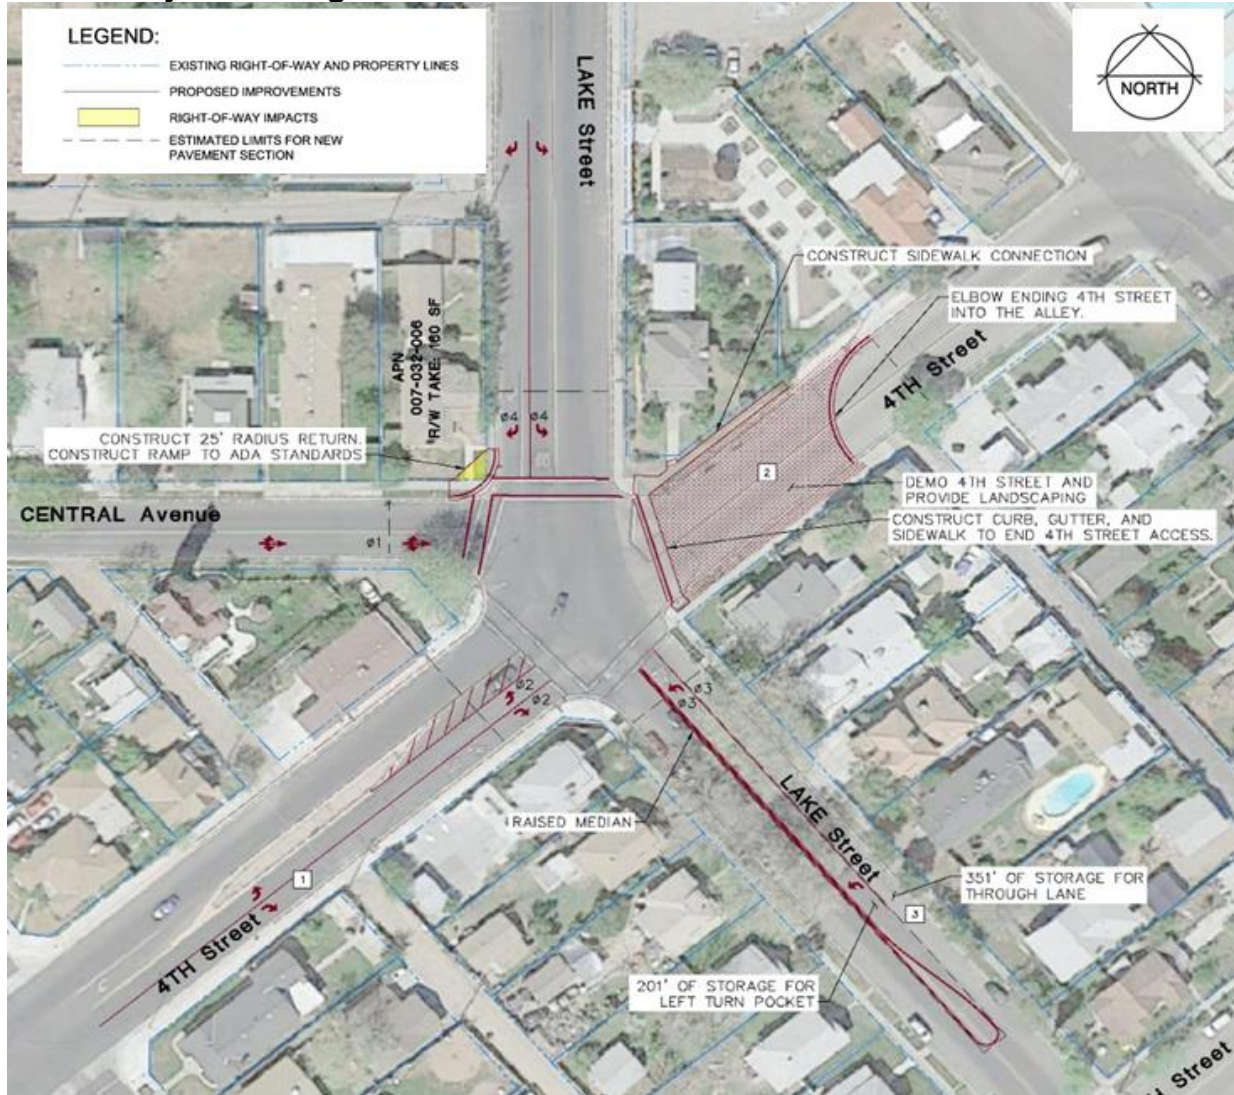 LEGEND:
EXISTING RIGHT-OF-WAY AND PROPERTY LINES
PROPOSED IMPROVEMENTS
RIGHT-OF-WAY IMPACTS
ESTIMATED LIMITS FOR NEW
PAVEMENT SECTION
NORTH
LAKE Street
CONSTRUCT SIDEWALK CONNECTION
ELBOW ENDING 4TH STREET
INTO THE ALLEY.
4TH Street
APN
007-032-006
R/W TAKE: 160 SF
ø4 ø4
CONSTRUCT 25' RADIUS RETURN.
CONSTRUCT RAMP TO ADA STANDARDS
2
DEMO 4TH STREET AND
PROVIDE LANDSCAPING
CONSTRUCT CURB, GUTTER, AND
SIDEWALK TO END 4TH STREET ACCESS.
CENTRAL Avenue
ø1
ø2
ø2
ø3
ø3
RAISED MEDIAN
LAKE Street
1
351' OF STORAGE FOR
THROUGH LANE
3
4TH Street
201' OF STORAGE FOR
LEFT TURN POCKET
H Street